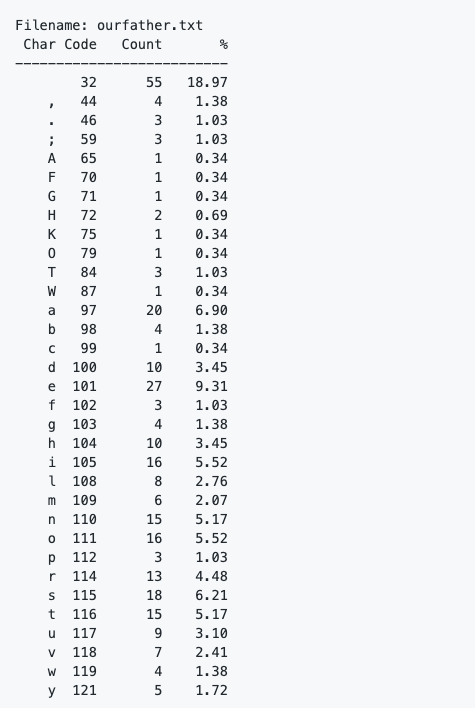 Filename: ourfather.txt
 Char Code   Count       %
--------------------------
        32      55   18.97
    ,   44       4    1.38
    .   46       3    1.03
    ;   59       3    1.03
    A   65       1    0.34
    F   70       1    0.34
    G   71       1    0.34
    H   72       2    0.69
    K   75       1    0.34
    O   79       1    0.34
    T   84       3    1.03
    W   87       1    0.34
    a   97      20    6.90
    b   98       4    1.38
    c   99       1    0.34
    d  100      10    3.45
    e  101      27    9.31
    f  102       3    1.03
    g  103       4    1.38
    h  104      10    3.45
    i  105      16    5.52
    l  108       8    2.76
    m  109       6    2.07
    n  110      15    5.17
    o  111      16    5.52
    p  112       3    1.03
    r  114      13    4.48
    s  115      18    6.21
    t  116      15    5.17
    u  117       9    3.10
    v  118       7    2.41
    w  119       4    1.38
    y  121       5    1.72